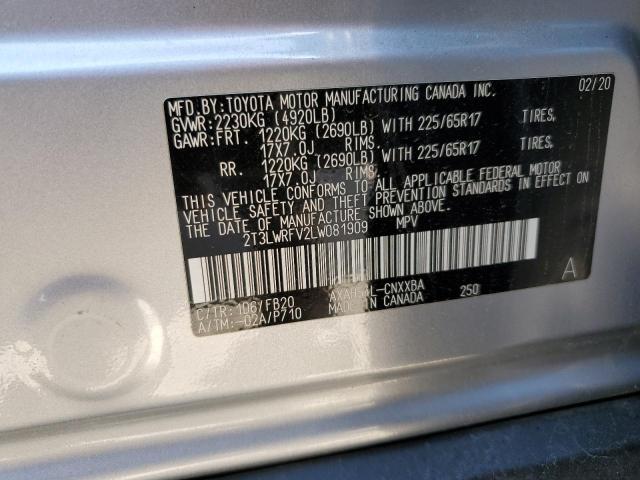 MFD. BY: TOYOTA MOTOR MANUFACTURING CANADA INC. 02/20
GVWR: 2230KG (4920LB)
GAWR: FRT. 1220KG (2690LB) WITH 225/65R17 TIRES,
17X7.0J RIMS.
RR. 1220KG (2690LB) WITH 225/65R17 TIRES,
17X7.0J RIMS.
THIS VEHICLE CONFORMS TO ALL APPLICABLE FEDERAL MOTOR
VEHICLE SAFETY AND THEFT PREVENTION STANDARDS IN EFFECT ON
THE DATE OF MANUFACTURE SHOWN ABOVE.
2T3LWRFV2LW081909 MPV
A
C/TR: 1D6/FB20 250
A/TM: -02A/P710 IN CANADA